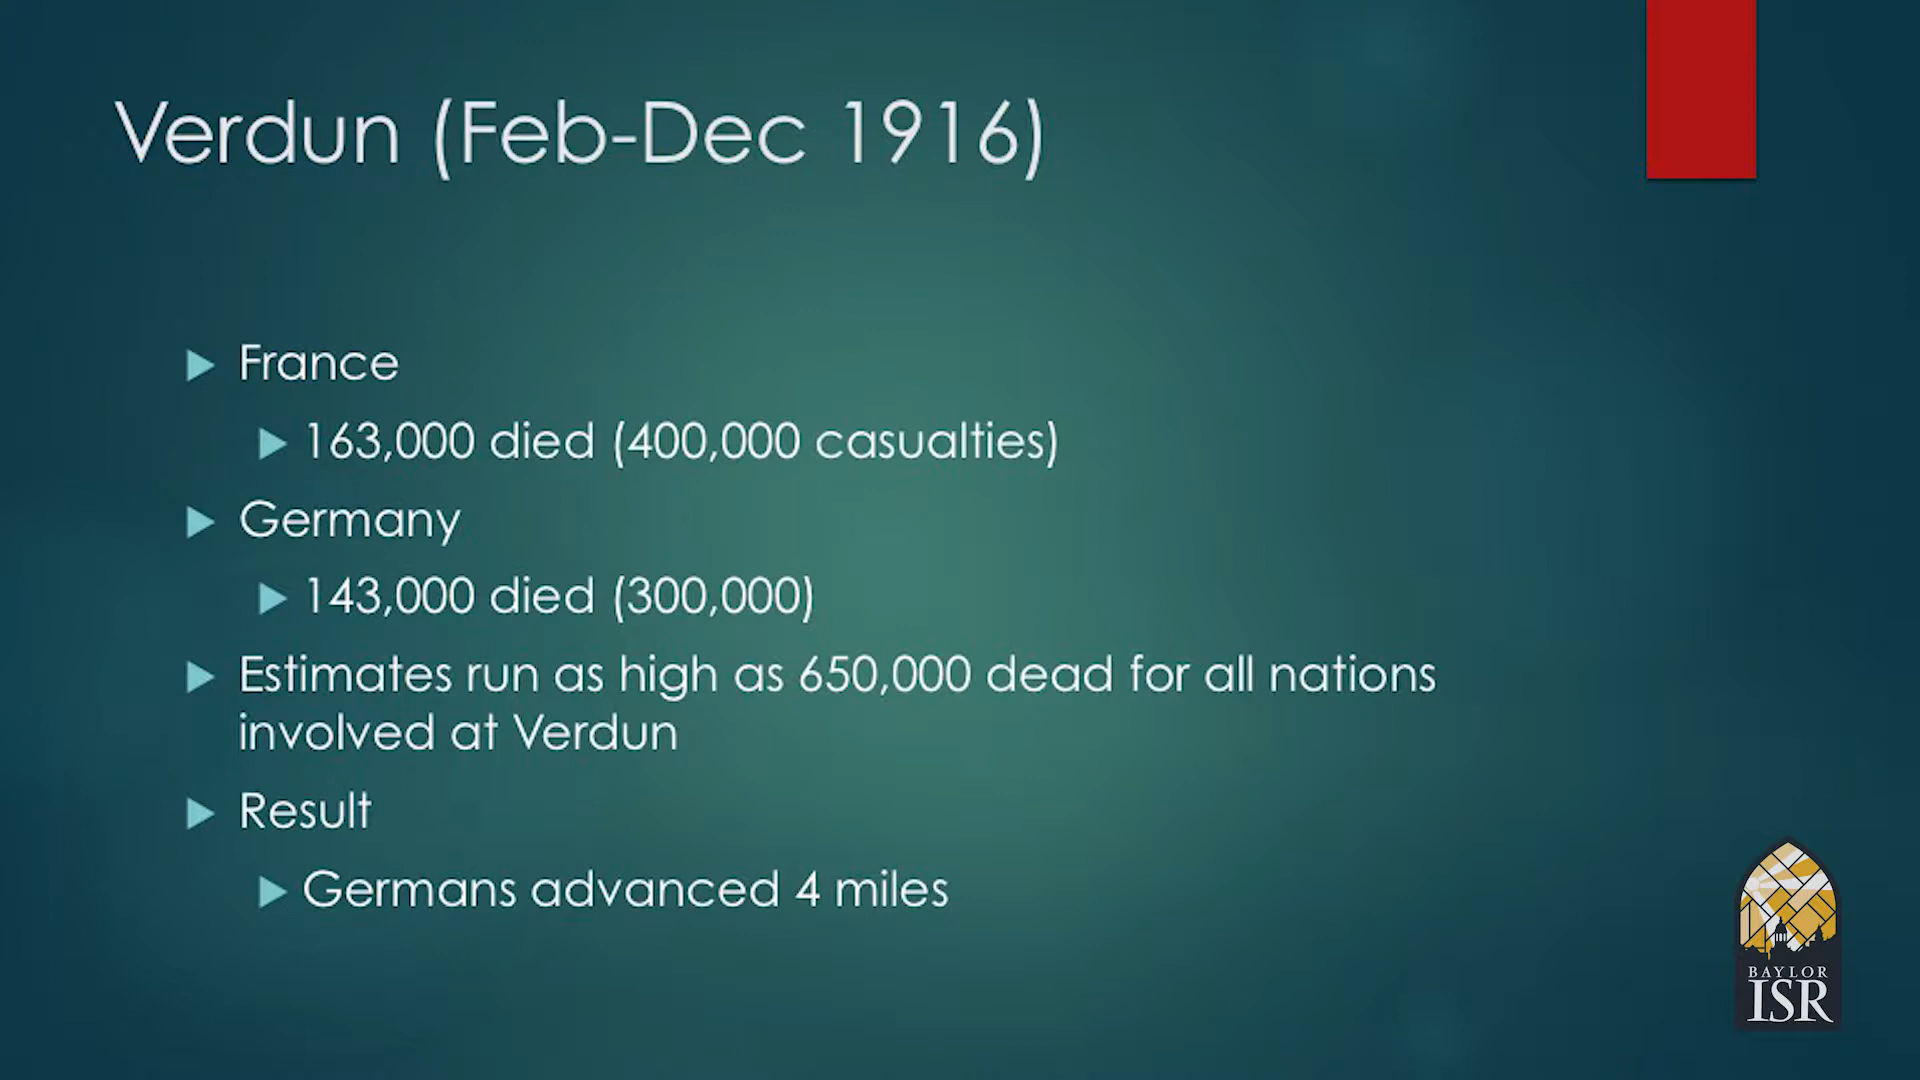 Verdun (Feb-Dec 1916)
France
163,000 died (400,000 casualties)
Germany
143,000 died (300,000)
Estimates run as high as 650,000 dead for all nations
involved at Verdun
Result
Germans advanced 4 miles
BAYLOR
ISR